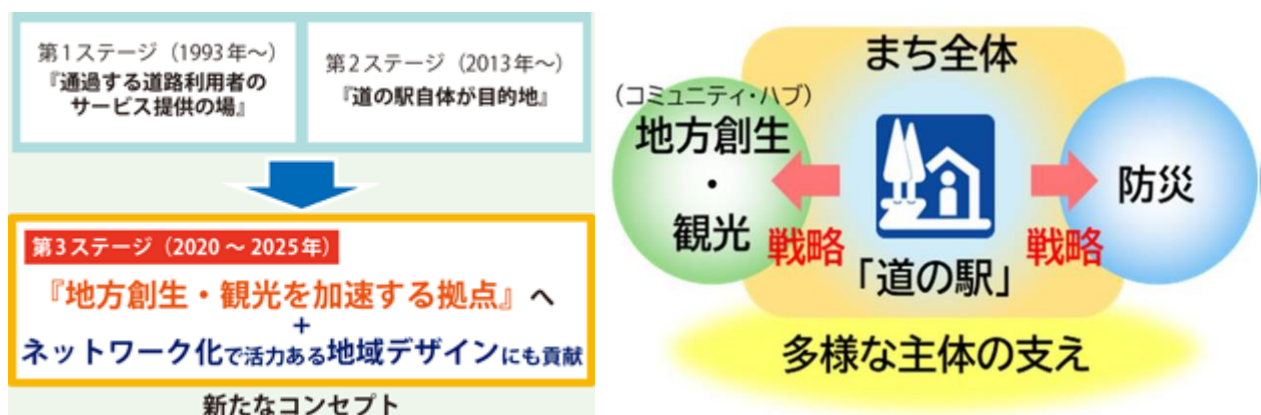 第1ステージ（1993年～）
『通過する道路利用者の
サービス提供の場』
第2ステージ（2013年～）
『道の駅自体が目的地』
第3ステージ（2020～2025年）
『地方創生・観光を加速する拠点』へ
+
ネットワーク化で活力ある地域デザインにも貢献
新たなコンセプト
まち全体
（コミュニティ・ハブ）
地方創生
・
観光
戦略
「道の駅」
戦略
防災
多様な主体の支え